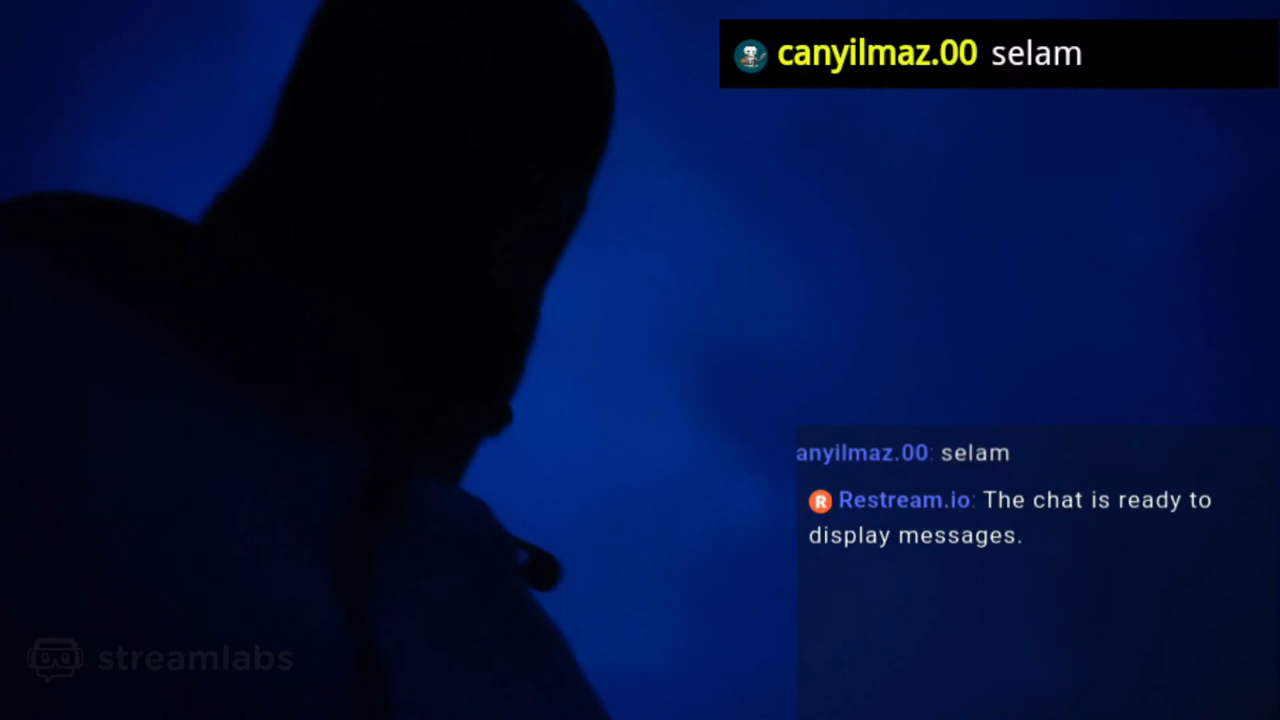 canyilmaz.00 selam
anyilmaz.00: selam
Restream.io: The chat is ready to
display messages.
streamlabs